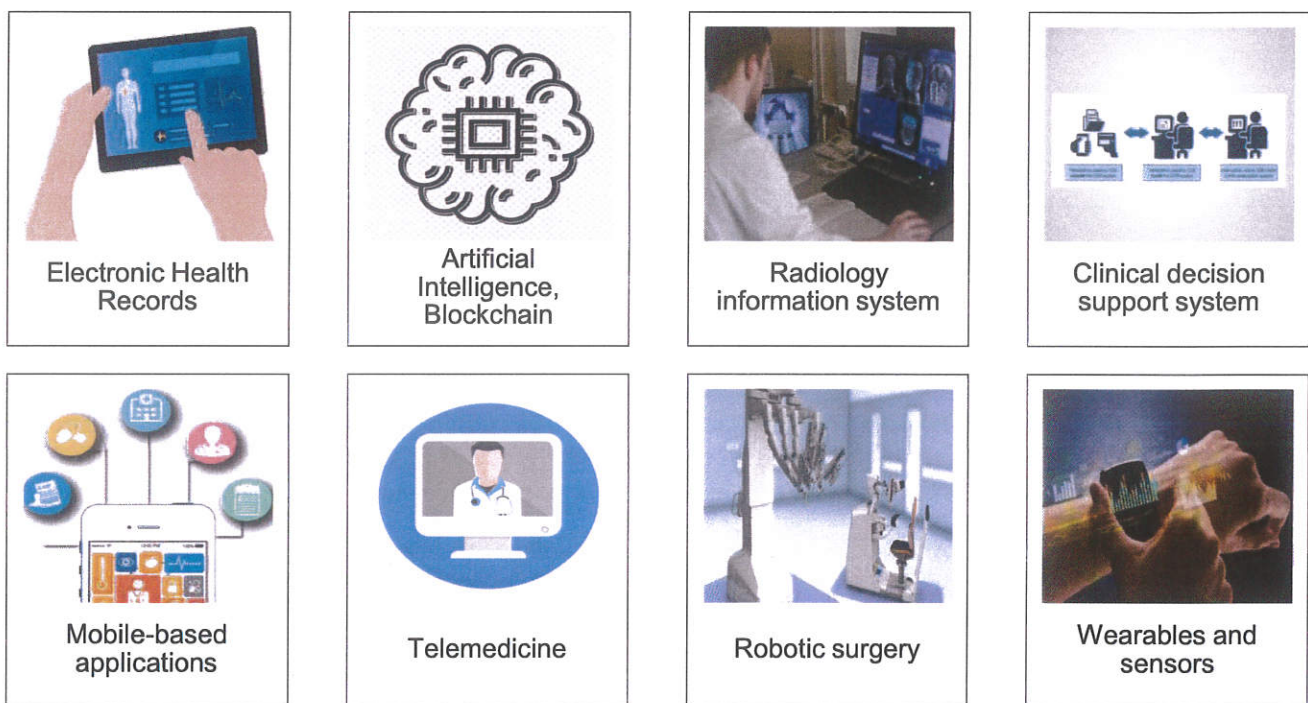 Electronic Health
Records
Artificial
Intelligence,
Blockchain
Radiology
information system
Clinical decision
support system
Mobile-based
applications
Telemedicine
Robotic surgery
Wearables and
sensors